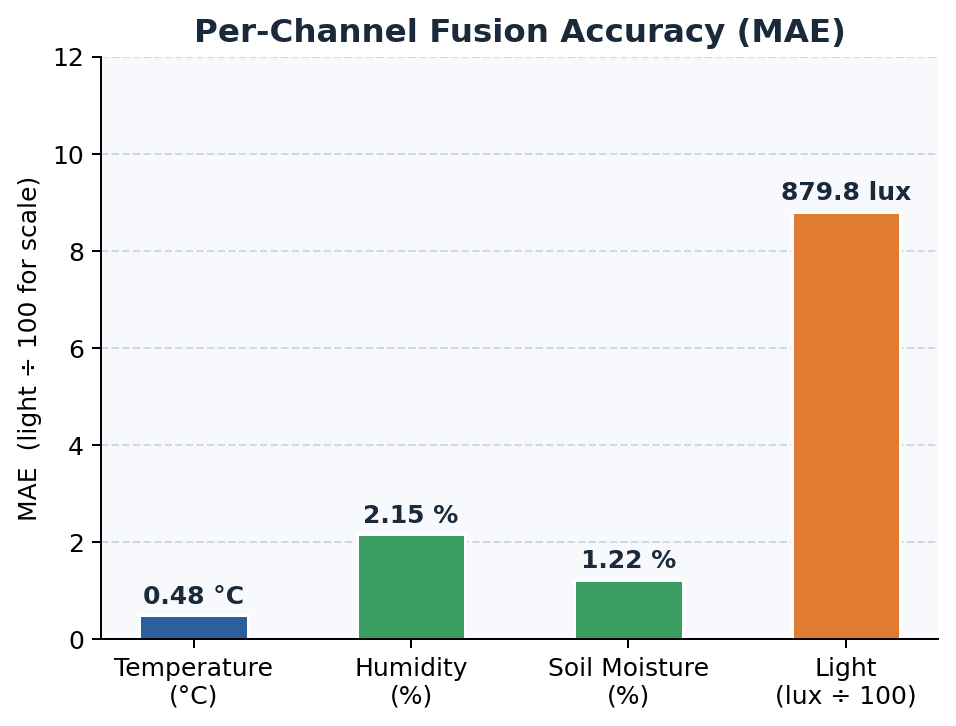 Per-Channel Fusion Accuracy (MAE)
MAE (light ÷ 100 for scale)
12
10
8
6
4
2
0
0.48 °C
2.15 %
1.22 %
879.8 lux
Temperature
(°C)
Humidity
(%)
Soil Moisture
(%)
Light
(lux ÷ 100)